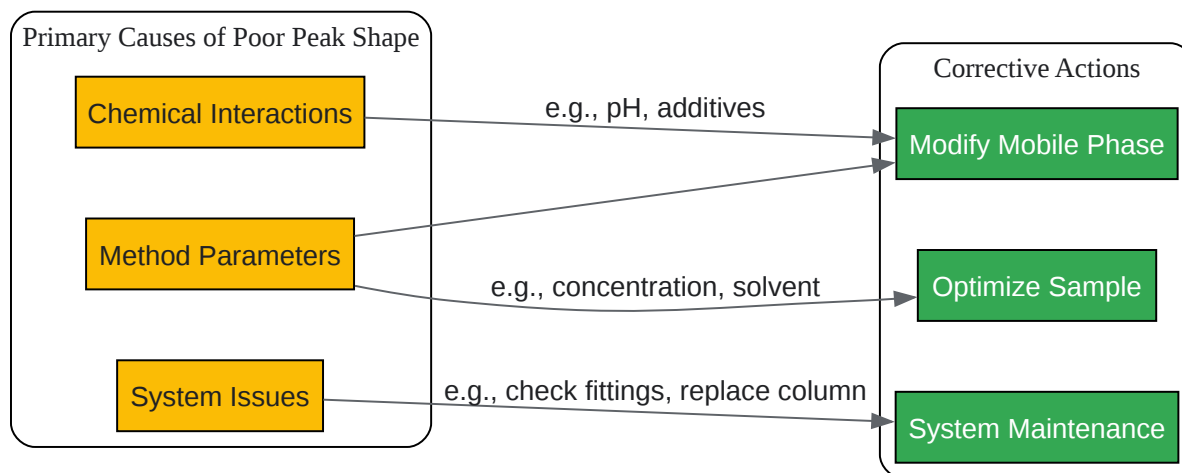 Primary Causes of Poor Peak Shape
Chemical Interactions
Method Parameters
System Issues
e.g., pH, additives
e.g., concentration, solvent
e.g., check fittings, replace column
Corrective Actions
Modify Mobile Phase
Optimize Sample
System Maintenance